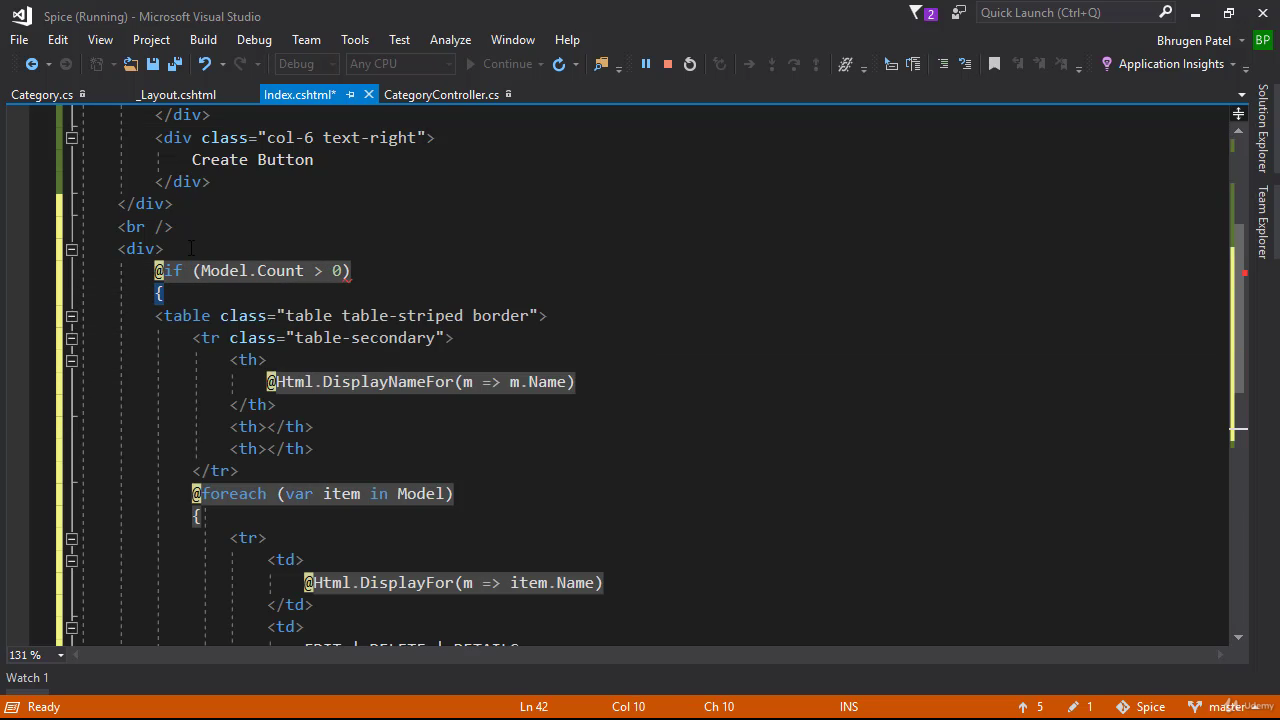 Spice (Running) - Microsoft Visual Studio
2
Quick Launch (Ctrl+Q)
File Edit View Project Build Debug Team Tools Test Analyze Window Help
Bhrugen Patel
BP
Debug
Any CPU
Continue
Application Insights
Category.cs
_Layout.cshtml
Index.cshtml*
CategoryController.cs
Solution Explorer
Team Explorer
</div>
<div class="col-6 text-right">
Create Button
</div>
</div>
<br />
<div>
@if (Model.Count > 0)
{
<table class="table table-striped border">
<tr class="table-secondary">
<th>
@Html.DisplayNameFor(m => m.Name)
</th>
<th></th>
<th></th>
</tr>
@foreach (var item in Model)
{
<tr>
<td>
@Html.DisplayFor(m => item.Name)
</td>
<td>
EDIT | DELETE | DETAILS
131 %
Watch 1
Ready
Ln 42
Col 10
Ch 10
INS
5
1
Spice
master
Udemy